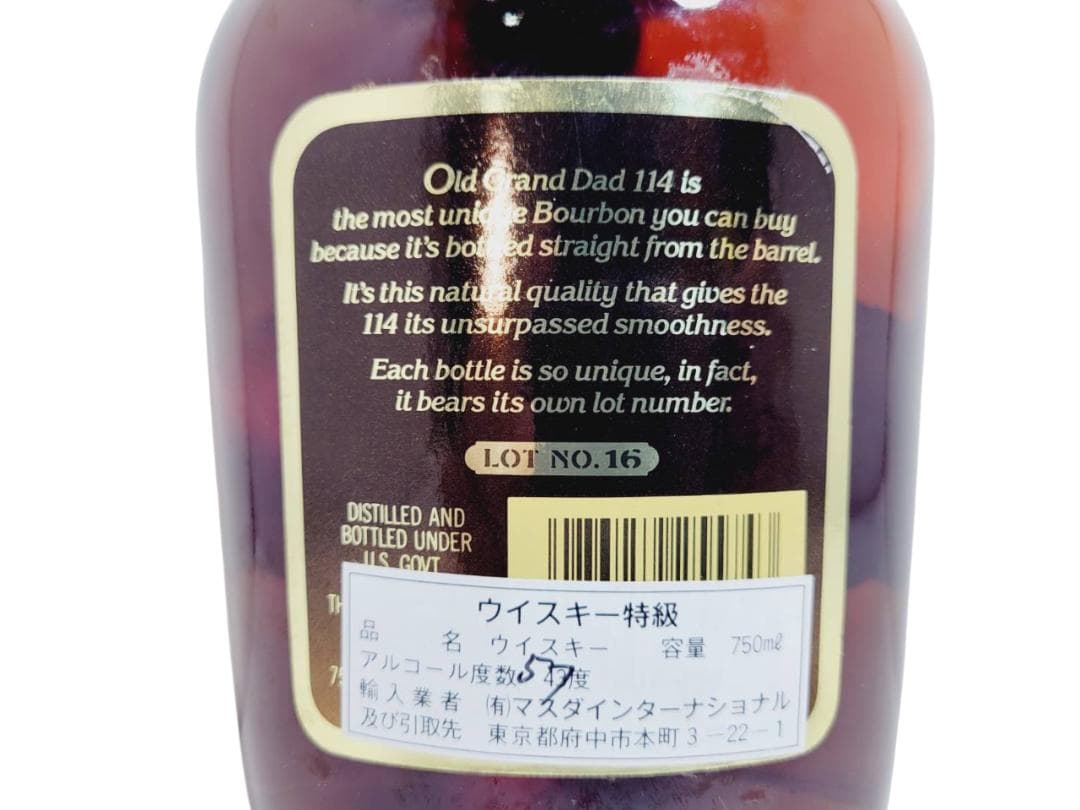 Old Grand Dad 114 is
the most unique Bourbon you can buy
because it's bottled straight from the barrel.
It's this natural quality that gives the
114 its unsurpassed smoothness.
Each bottle is so unique, in fact,
it bears its own lot number.
LOT NO. 16
DISTILLED AND
BOTTLED UNDER
U.S. GOVT
TH
75
ウイスキー特級
品 名 ウイスキー 容量 750ml
アルコール度数 57 43度
輸入業者 (有)マスダインターナショナル
及び引取先 東京都府中市本町3-22-1